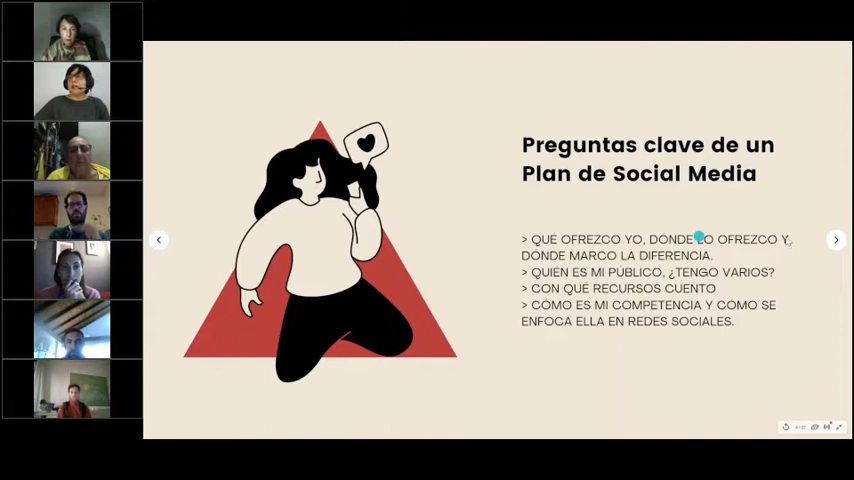 Preguntas clave de un
Plan de Social Media
> QUÉ OFREZCO YO, DÓNDE LO OFREZCO Y,
DÓNDE MARCO LA DIFERENCIA.
> QUIÉN ES MI PÚBLICO, ¿TENGO VARIOS?
> CON QUÉ RECURSOS CUENTO
> CÓMO ES MI COMPETENCIA Y CÓMO SE
ENFOCA ELLA EN REDES SOCIALES.